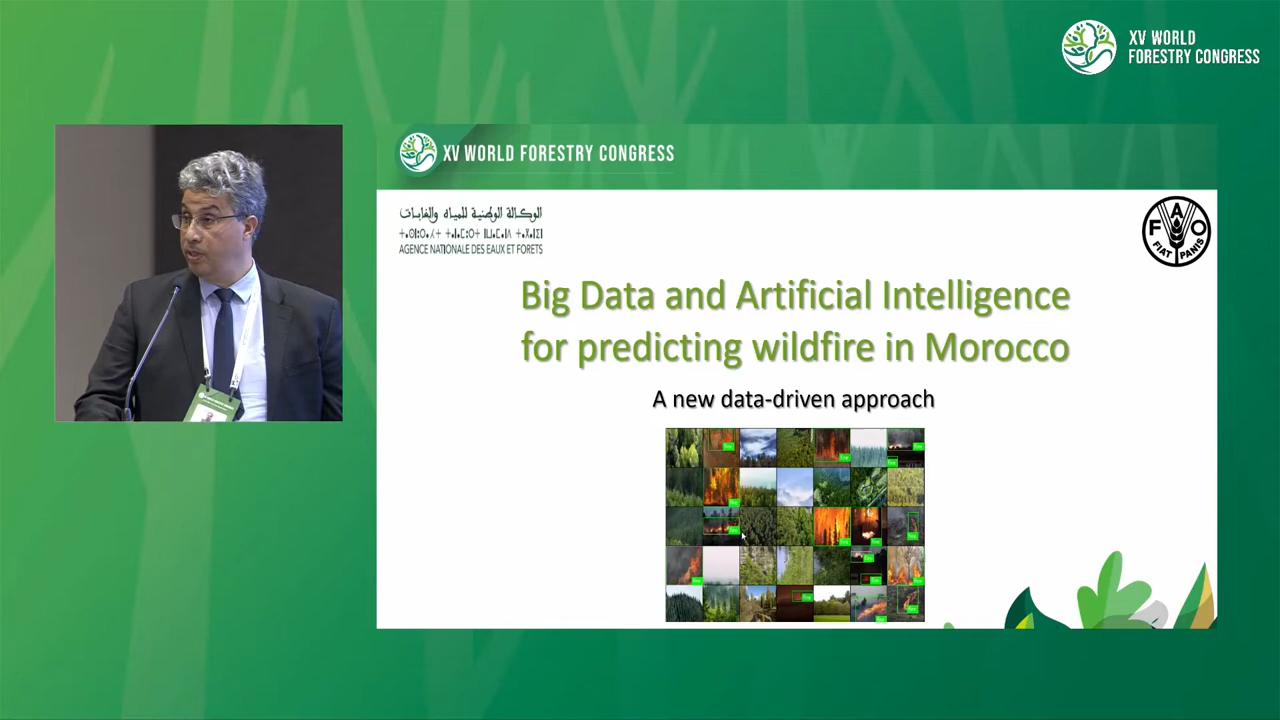 XV WORLD
FORESTRY CONGRESS
XV WORLD FORESTRY CONGRESS
الوكالة الوطنية للمياه والغابات
AGENCE NATIONALE DES EAUX ET FORETS
F A O
FIAT PANIS
Big Data and Artificial Intelligence
for predicting wildfire in Morocco
A new data-driven approach